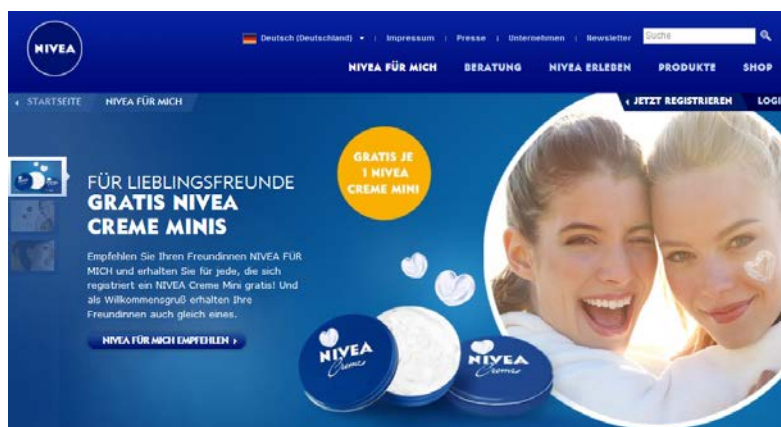 NIVEA
Deutsch (Deutschland) | Impressum | Presse | Unternehmen | Newsletter
Suche
NIVEA FÜR MICH BERATUNG NIVEA ERLEBEN PRODUKTE SHOP
STARTSEITE NIVEA FÜR MICH
JETZT REGISTRIEREN LOGI
GRATIS JE
1 NIVEA
CREME MINI
FÜR LIEBLINGSFREUNDE
GRATIS NIVEA
CREME MINIS
Empfehlen Sie Ihren Freundinnen NIVEA FÜR
MICH und erhalten Sie für jede, die sich
registriert ein NIVEA Creme Mini gratis! Und
als Willkommensgruß erhalten Ihre
Freundinnen auch gleich eines.
NIVEA FÜR MICH EMPFEHLEN
NIVEA
Creme
NIVEA
Creme